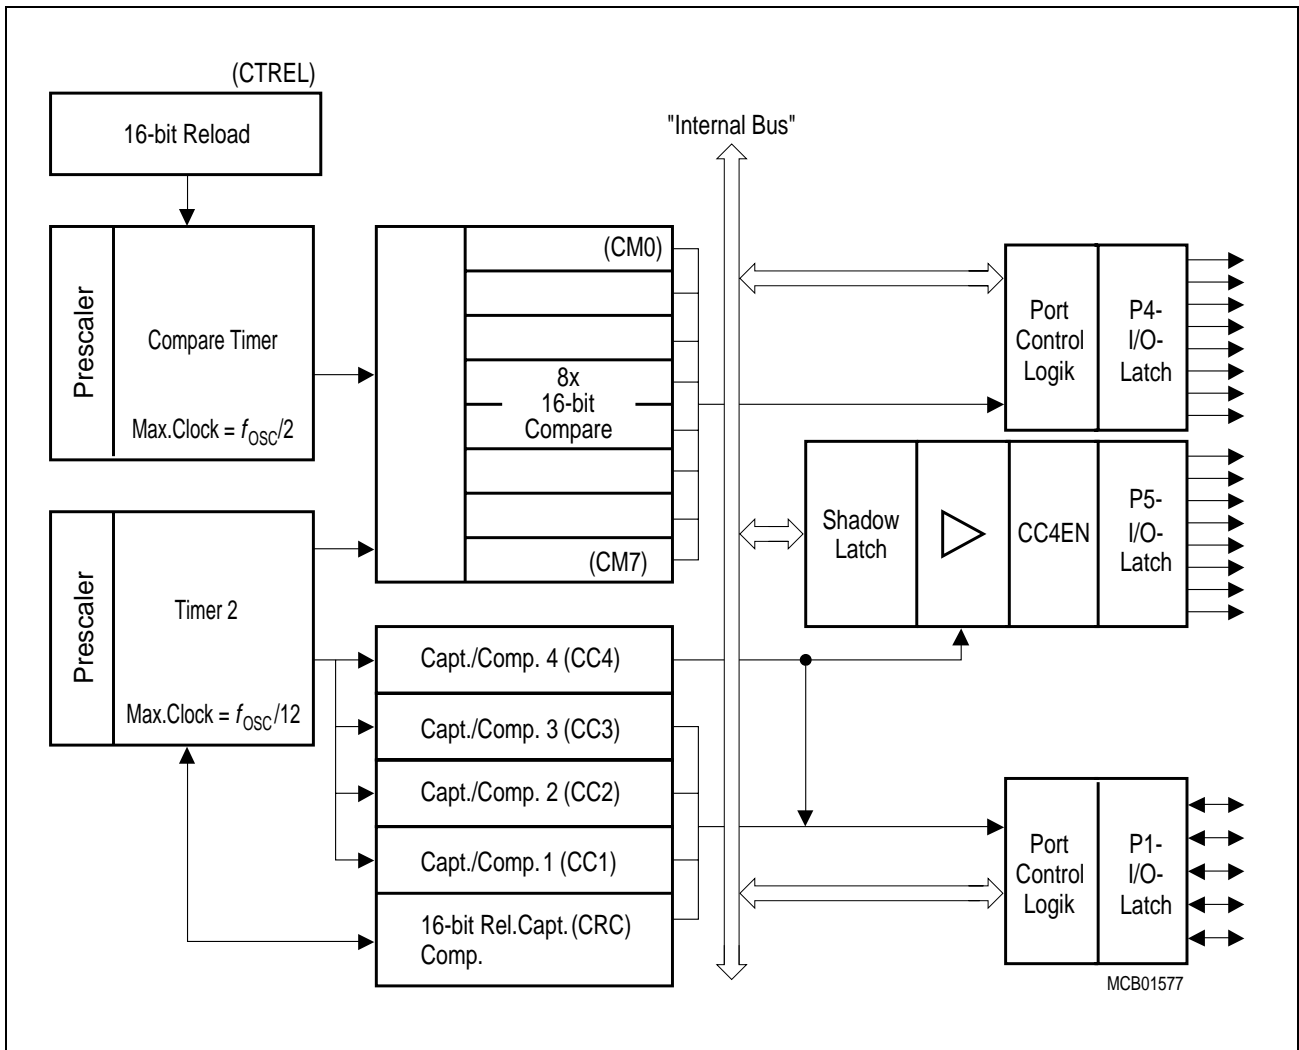 (CTREL)
16-bit Reload
"Internal Bus"
Prescaler
Compare Timer
Max.Clock = fOSC/2
(CM0)
8x
16-bit
Compare
(CM7)
Port
Control
Logik
P4-
I/O-
Latch
Shadow
Latch
CC4EN
P5-
I/O-
Latch
Prescaler
Timer 2
Max.Clock = fOSC/12
Capt./Comp. 4 (CC4)
Capt./Comp. 3 (CC3)
Capt./Comp. 2 (CC2)
Capt./Comp. 1 (CC1)
16-bit Rel.Capt. (CRC)
Comp.
Port
Control
Logik
P1-
I/O-
Latch
MCB01577